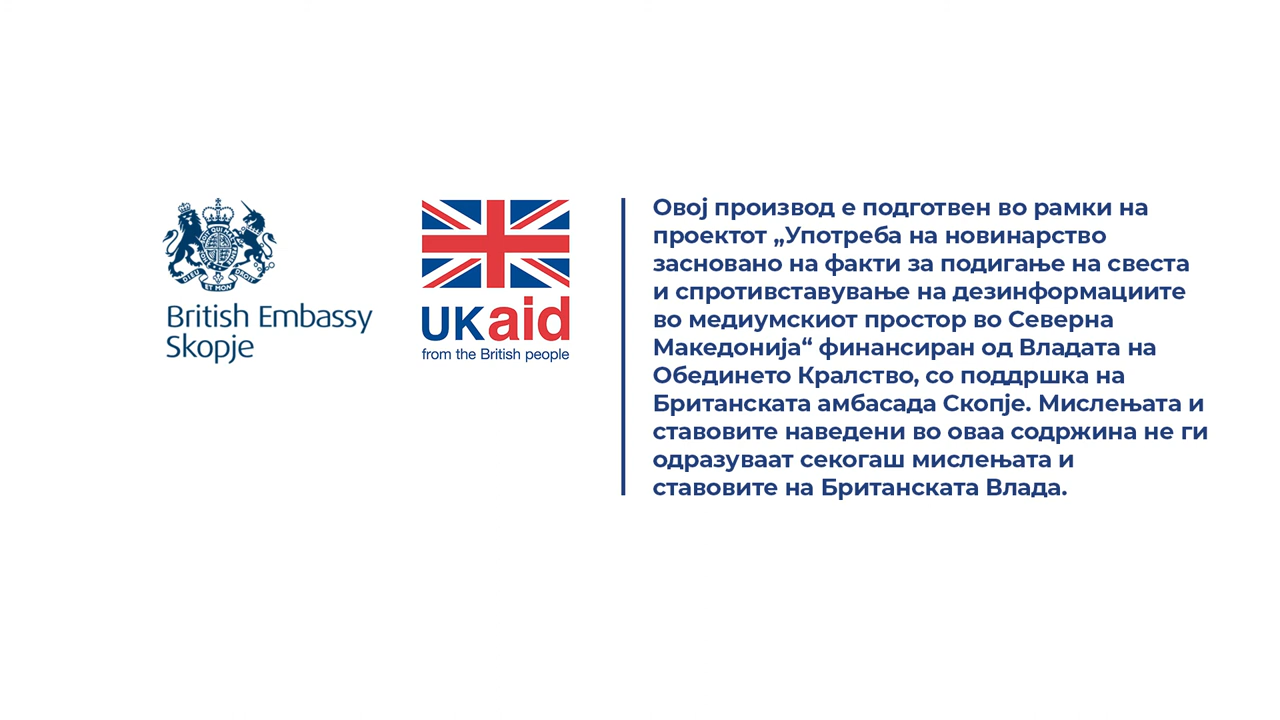 British Embassy
Skopje
UKaid
from the British people
Овој производ е подготвен во рамки на
проектот „Употреба на новинарство
засновано на факти за подигање на свеста
и спротивставување на дезинформациите
во медиумскиот простор во Северна
Македонија“ финансиран од Владата на
Обединето Кралство, со поддршка на
Британската амбасада Скопје. Мислењата и
ставовите наведени во оваа содржина не ги
одразуваат секогаш мислењата и
ставовите на Британската Влада.